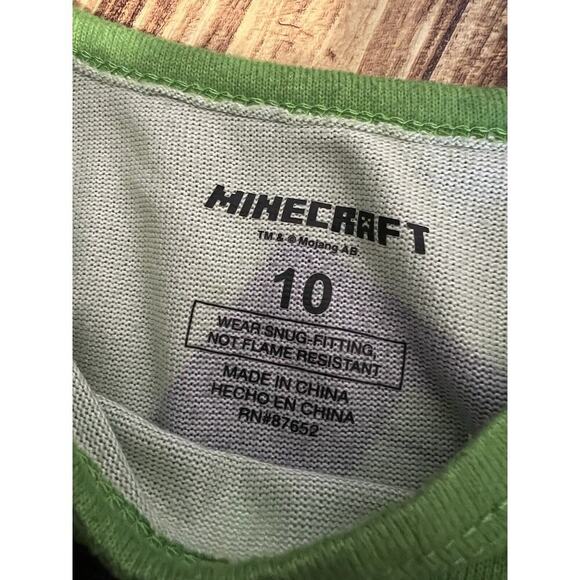 MINECRAFT
TM & © Mojang AB.
10
WEAR SNUG-FITTING,
NOT FLAME RESISTANT
MADE IN CHINA
HECHO EN CHINA
RN#87652